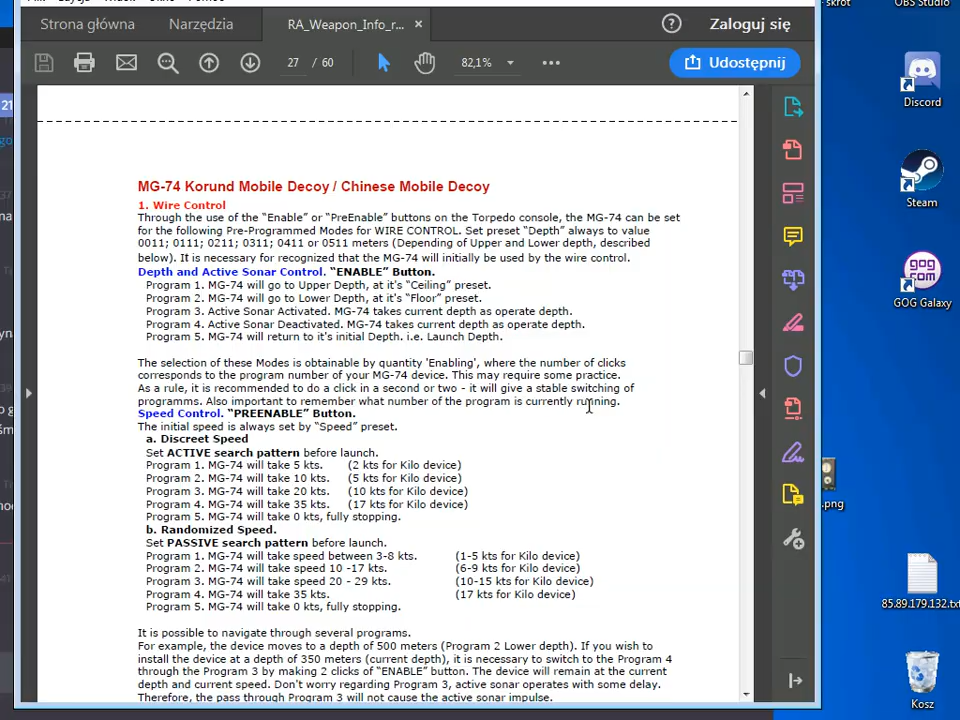 Strona główna
Narzędzia
RA_Weapon_Info_r...
Zaloguj się
27 / 60
82,1%
Udostępnij
MG-74 Korund Mobile Decoy / Chinese Mobile Decoy
1. Wire Control
Through the use of the “Enable” or “PreEnable” buttons on the Torpedo console, the MG-74 can be set
for the following Pre-Programmed Modes for WIRE CONTROL. Set preset “Depth” always to value
0011; 0111; 0211; 0311; 0411 or 0511 meters (Depending of Upper and Lower depth, described
below). It is necessary for recognized that the MG-74 will initially be used by the wire control.
Depth and Active Sonar Control. “ENABLE” Button.
Program 1. MG-74 will go to Upper Depth, at it's “Ceiling” preset.
Program 2. MG-74 will go to Lower Depth, at it's “Floor” preset.
Program 3. Active Sonar Activated. MG-74 takes current depth as operate depth.
Program 4. Active Sonar Deactivated. MG-74 takes current depth as operate depth.
Program 5. MG-74 will return to it's initial Depth. i.e. Launch Depth.
The selection of these Modes is obtainable by quantity 'Enabling', where the number of clicks
corresponds to the program number of your MG-74 device. This may require some practice.
As a rule, it is recommended to do a click in a second or two - it will give a stable switching of
programms. Also important to remember what number of the program is currently running.
Speed Control. “PREENABLE” Button.
The initial speed is always set by “Speed” preset.
a. Discreet Speed
Set ACTIVE search pattern before launch.
Program 1. MG-74 will take 5 kts. (2 kts for Kilo device)
Program 2. MG-74 will take 10 kts. (5 kts for Kilo device)
Program 3. MG-74 will take 20 kts. (10 kts for Kilo device)
Program 4. MG-74 will take 35 kts. (17 kts for Kilo device)
Program 5. MG-74 will take 0 kts, fully stopping.
b. Randomized Speed.
Set PASSIVE search pattern before launch.
Program 1. MG-74 will take speed between 3-8 kts. (1-5 kts for Kilo device)
Program 2. MG-74 will take speed 10 -17 kts. (6-9 kts for Kilo device)
Program 3. MG-74 will take speed 20 - 29 kts. (10-15 kts for Kilo device)
Program 4. MG-74 will take 35 kts. (17 kts for Kilo device)
Program 5. MG-74 will take 0 kts, fully stopping.
It is possible to navigate through several programs.
For example, the device moves to a depth of 500 meters (Program 2 Lower depth). If you wish to
install the device at a depth of 350 meters (current depth), it is necessary to switch to the Program 4
through the Program 3 by making 2 clicks of “ENABLE” button. The device will remain at the current
depth and current speed. Don't worry regarding Program 3, active sonar operates with some delay.
Therefore, the pass through Program 3 will not cause the active sonar impulse.
skrót
OBS Studio
Discord
Steam
gog
com
GOG Galaxy
.png
85.89.179.132.txt
Kosz